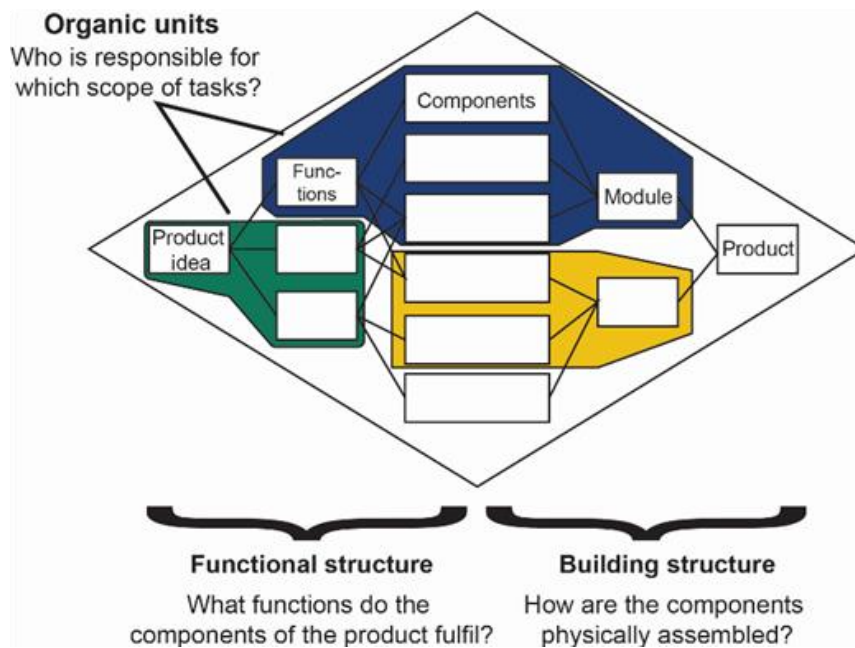 Organic units
Who is responsible for
which scope of tasks?
Components
Func-
tions
Module
Product
idea
Product
Functional structure
Building structure
What functions do the
components of the product fulfil?
How are the components
physically assembled?